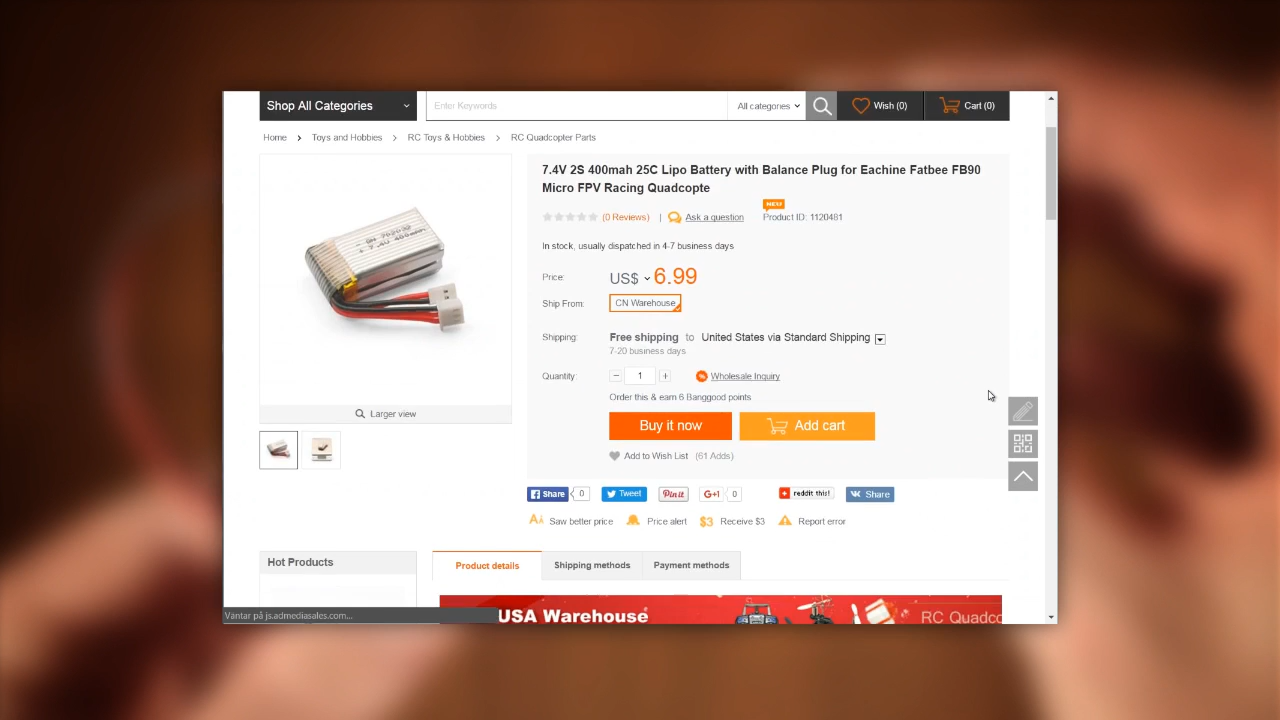 Shop All Categories
Enter Keywords
All categories
Wish (0)
Cart (0)
Home > Toys and Hobbies > RC Toys & Hobbies > RC Quadcopter Parts
7.4V 2S 400mah 25C Lipo Battery with Balance Plug for Eachine Fatbee FB90
Micro FPV Racing Quadcopte
(0 Reviews) | Ask a question
NEW
Product ID: 1120481
In stock, usually dispatched in 4-7 business days
Price: US$ 6.99
Ship From: CN Warehouse
Shipping: Free shipping to United States via Standard Shipping
7-20 business days
Quantity: − 1 + Wholesale Inquiry
Order this & earn 6 Banggood points
Buy it now
Add cart
Add to Wish List (61 Adds)
Larger view
Share 0
Tweet
Pin it
G+1 0
reddit this!
Share
Saw better price
Price alert
$3 Receive $3
Report error
Hot Products
Product details
Shipping methods
Payment methods
USA Warehouse
RC Quadco
Väntar på js.admediasales.com...